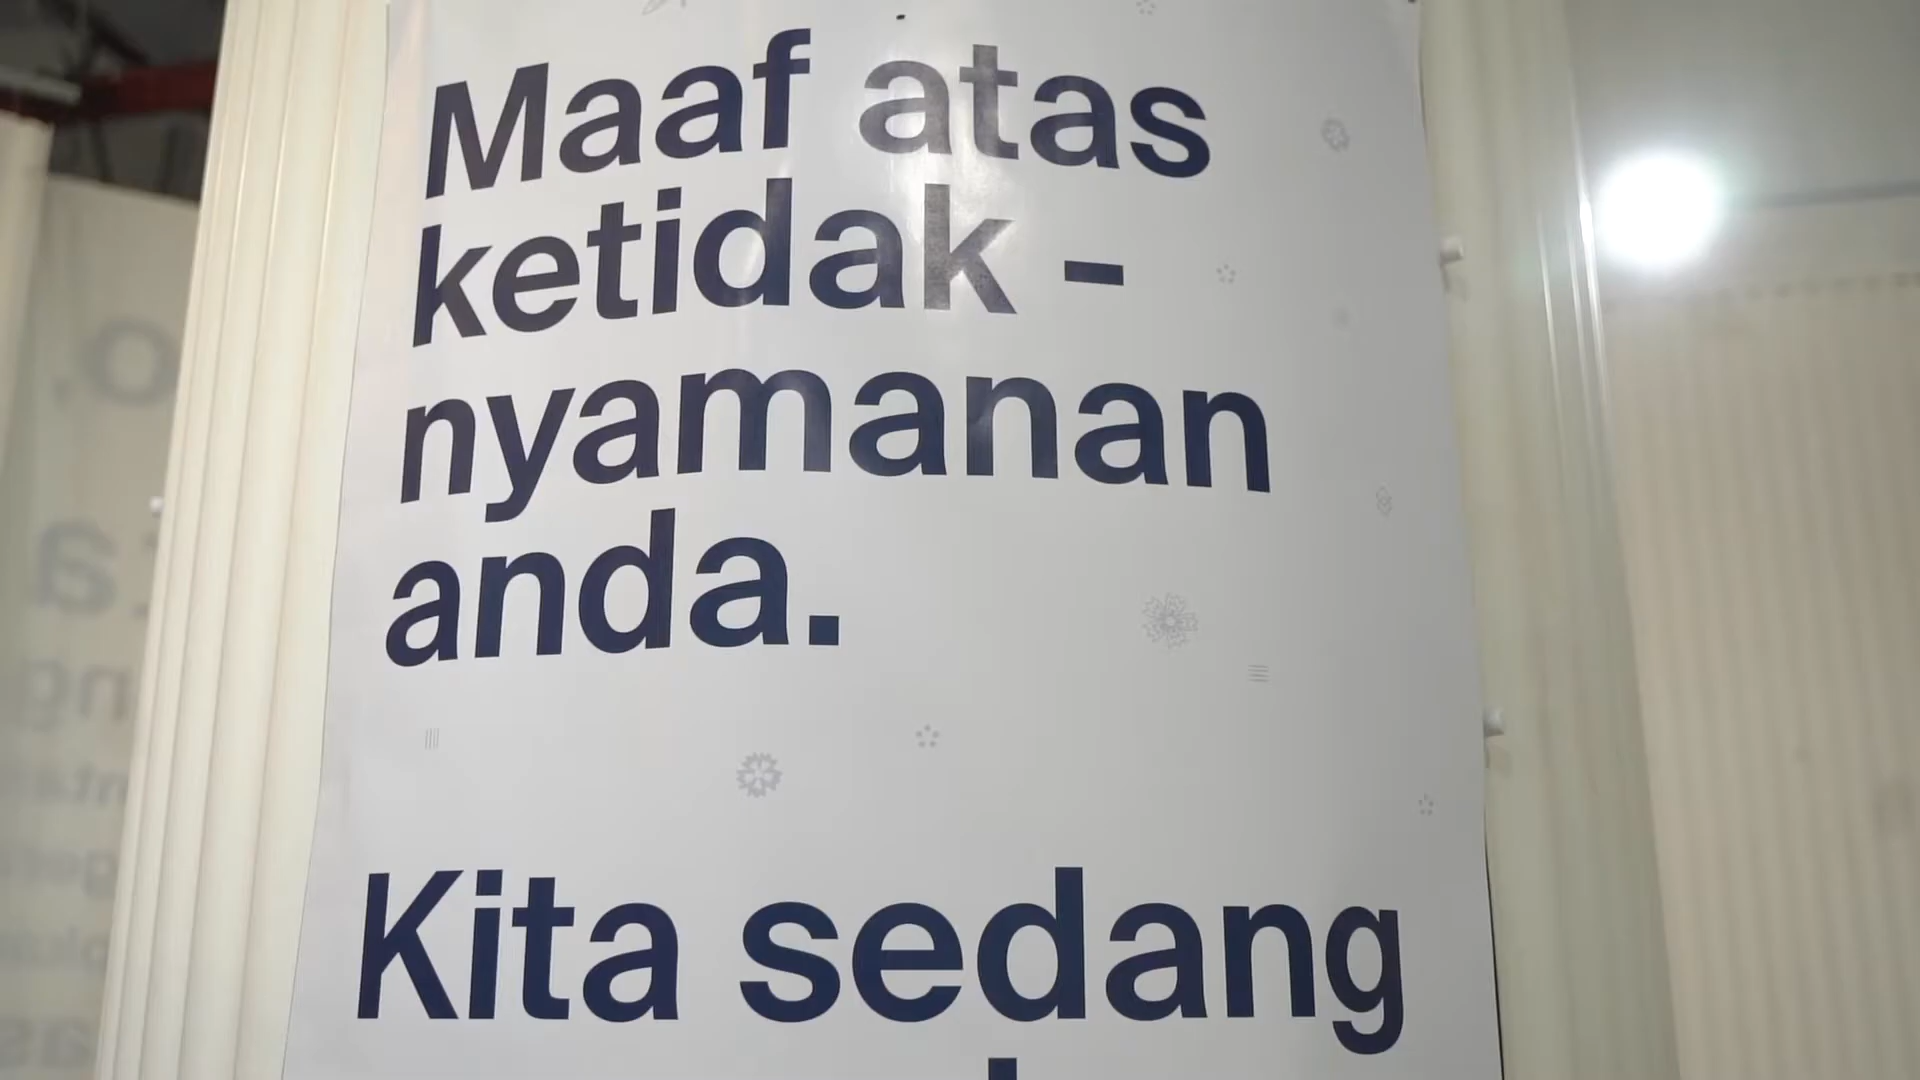 Maaf atas
ketidak -
nyamanan
anda.
Kita sedang